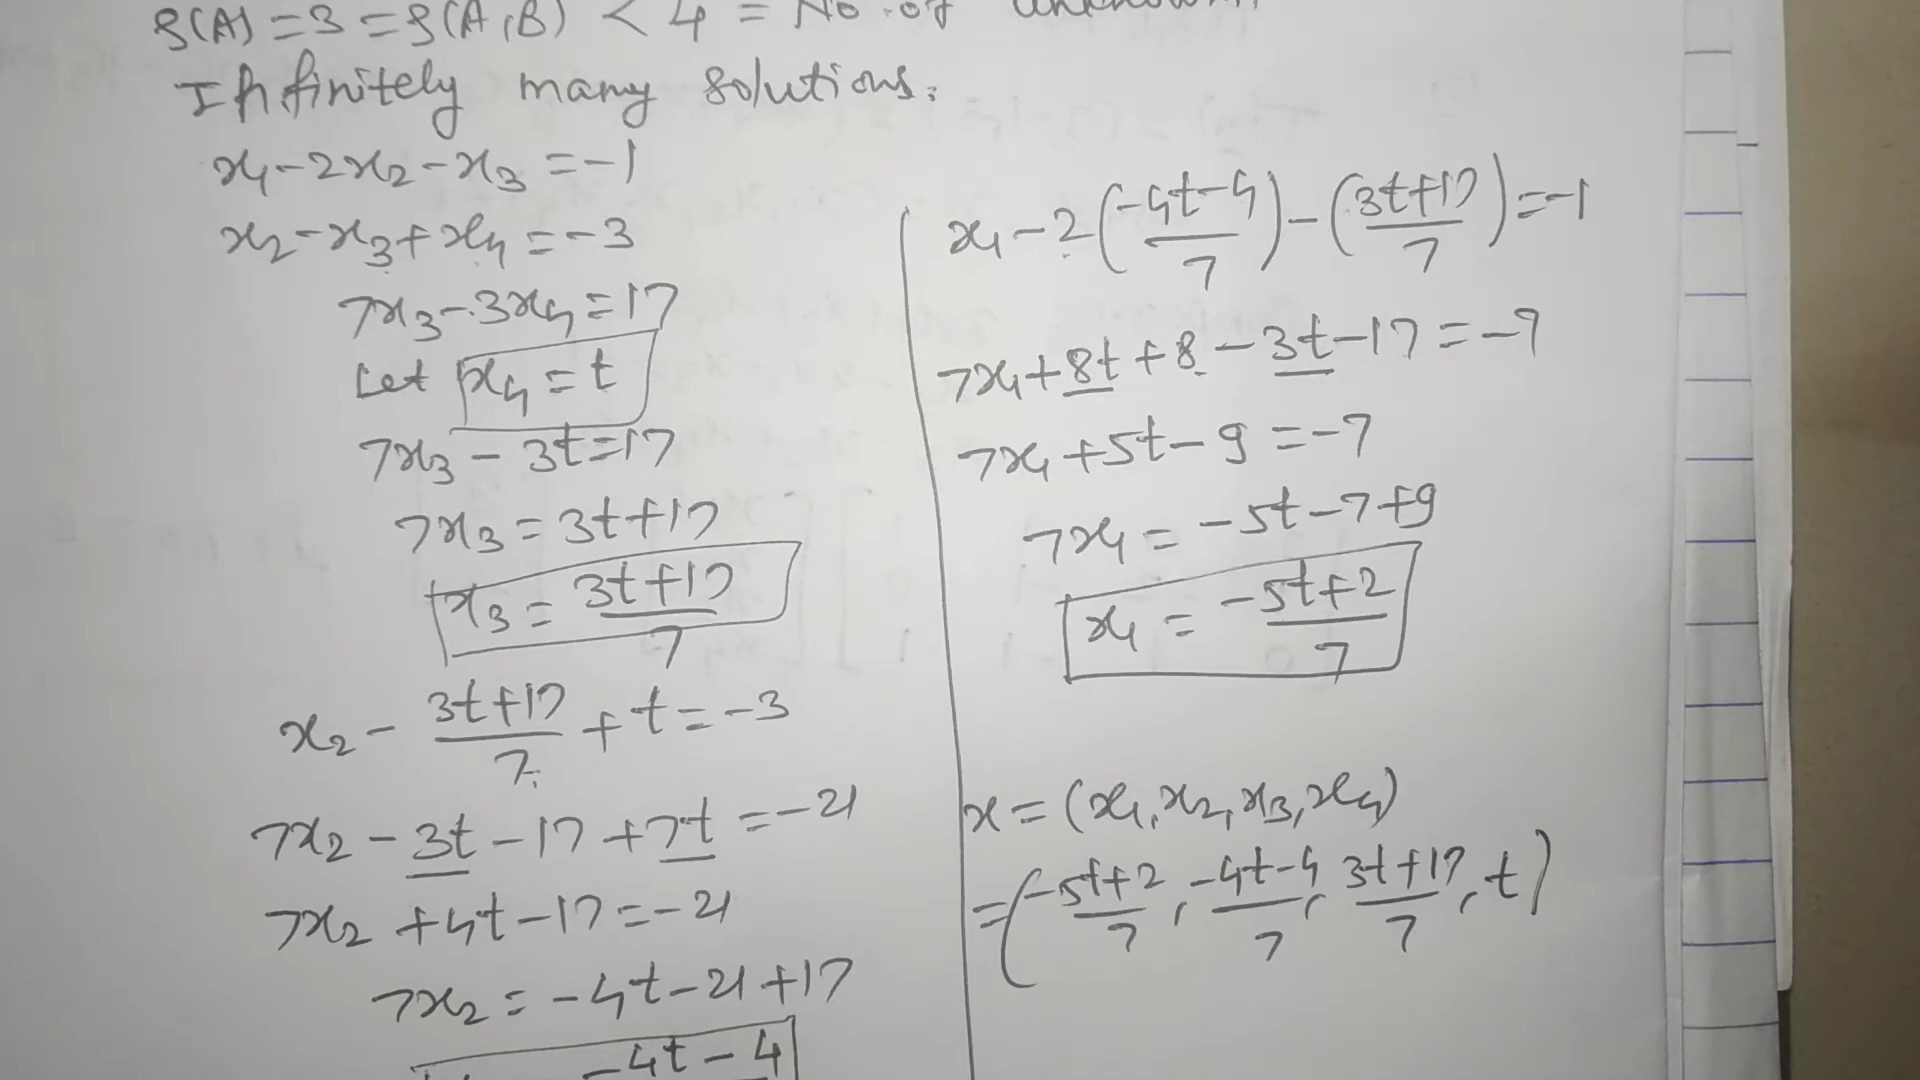 ρ(A) = 3 = ρ(A,B) < 4 = No. of unknown
Infinitely many solutions.
x₁ - 2x₂ - x₃ = -1
x₂ - x₃ + x₄ = -3
7x₃ - 3x₄ = 17
Let x₄ = t
7x₃ - 3t = 17
7x₃ = 3t + 17
x₃ = (3t+17)/7
x₂ - (3t+17)/7 + t = -3
7x₂ - 3t - 17 + 7t = -21
7x₂ + 4t - 17 = -21
7x₂ = -4t - 21 + 17
-4t - 4
x₁ - 2((-4t-4)/7) - ((3t+17)/7) = -1
7x₁ + 8t + 8 - 3t - 17 = -7
7x₁ + 5t - 9 = -7
7x₁ = -5t - 7 + 9
x₁ = (-5t+2)/7
x = (x₁, x₂, x₃, x₄)
= ((-5t+2)/7, (-4t-4)/7, (3t+17)/7, t)